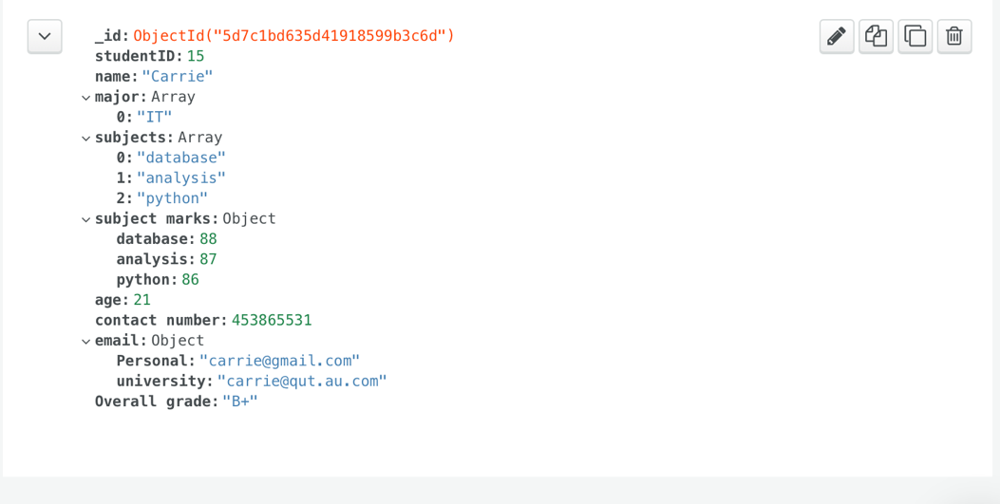 _id: ObjectId("5d7c1bd635d41918599b3c6d")
studentID: 15
name: "Carrie"
major: Array
0: "IT"
subjects: Array
0: "database"
1: "analysis"
2: "python"
subject marks: Object
database: 88
analysis: 87
python: 86
age: 21
contact number: 453865531
email: Object
Personal: "carrie@gmail.com"
university: "carrie@qut.au.com"
Overall grade: "B+"